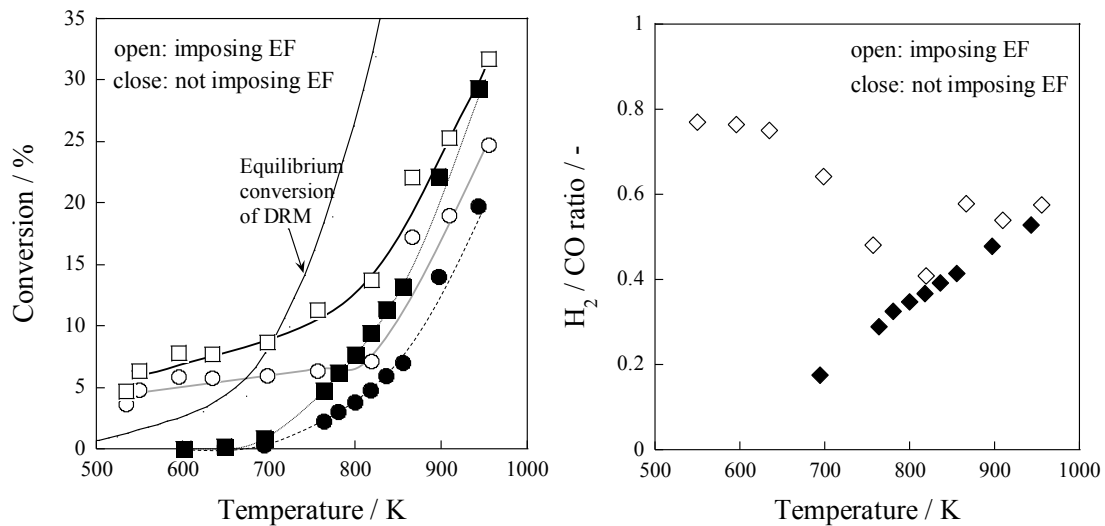 35
30
25
20
15
10
5
0
Conversion / %
open: imposing EF
close: not imposing EF
Equilibrium
conversion
of DRM
500
600
700
800
900
1000
Temperature / K
1
0.8
0.6
0.4
0.2
0
H2 / CO ratio / -
open: imposing EF
close: not imposing EF
500
600
700
800
900
1000
Temperature / K